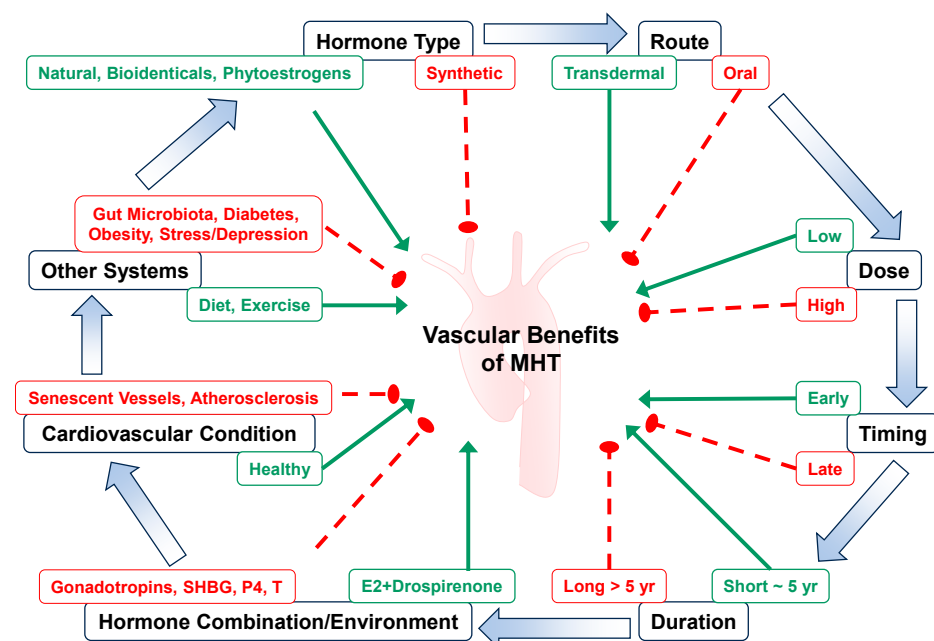 Hormone Type
Route
Natural, Bioidenticals, Phytoestrogens
Synthetic
Transdermal
Oral
Gut Microbiota, Diabetes,
Obesity, Stress/Depression
Low
Other Systems
Dose
Diet, Exercise
High
Vascular Benefits
of MHT
Senescent Vessels, Atherosclerosis
Early
Cardiovascular Condition
Timing
Healthy
Late
Gonadotropins, SHBG, P4, T
E2+Drospirenone
Long > 5 yr
Short ~ 5 yr
Hormone Combination/Environment
Duration